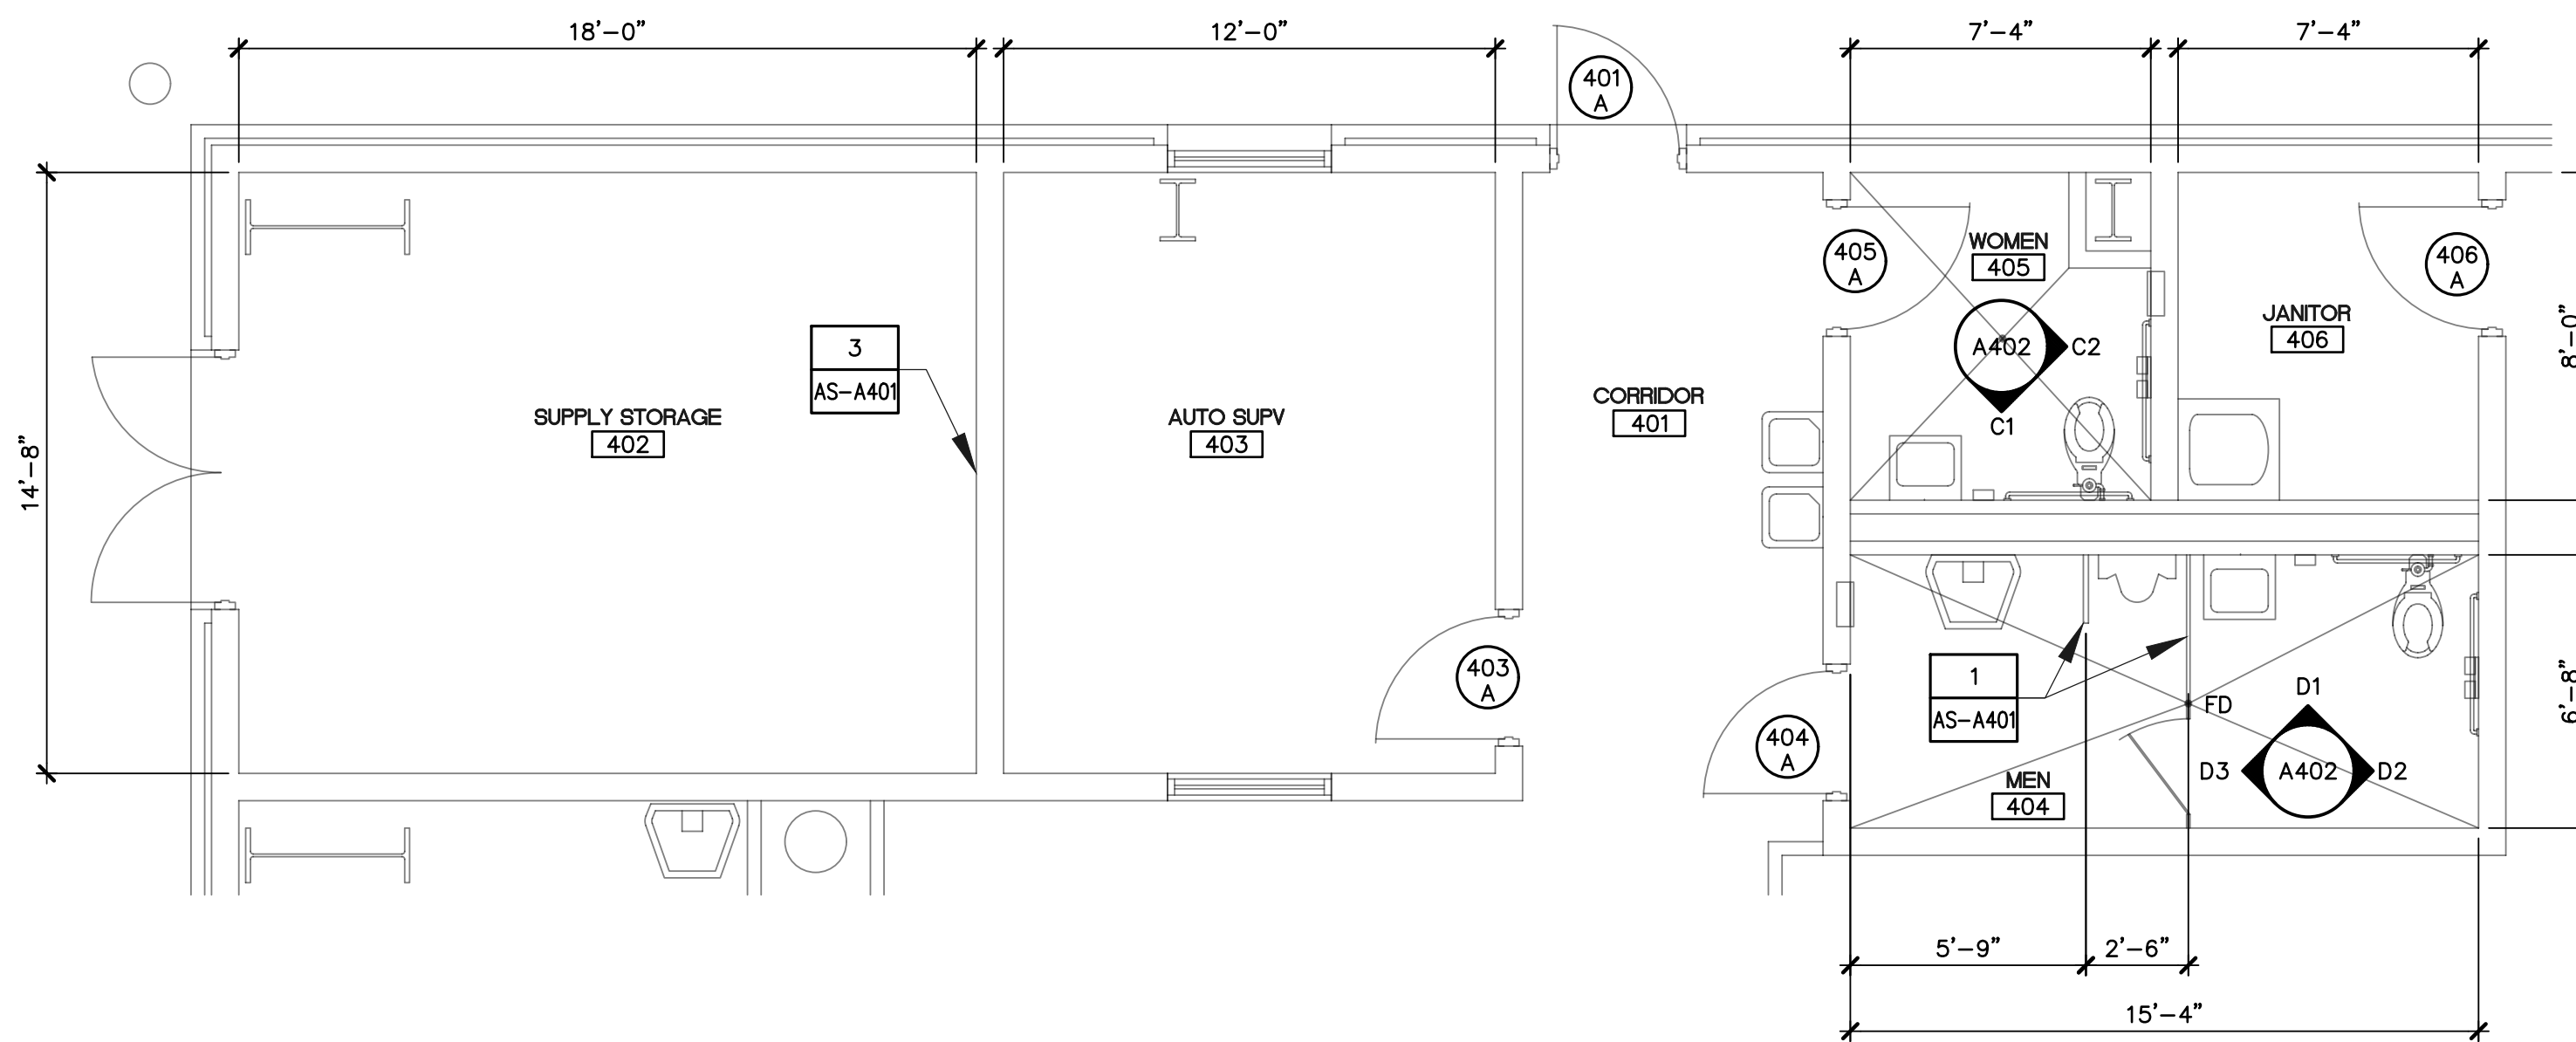 18'-0"
12'-0"
7'-4"
7'-4"
401
A
405
A
WOMEN
405
406
A
JANITOR
406
8'-0"
3
AS-A401
A402
C2
C1
SUPPLY STORAGE
402
AUTO SUPV
403
CORRIDOR
401
14'-8"
403
A
1
AS-A401
404
A
FD
D1
6'-8"
D3
A402
D2
MEN
404
5'-9"
2'-6"
15'-4"